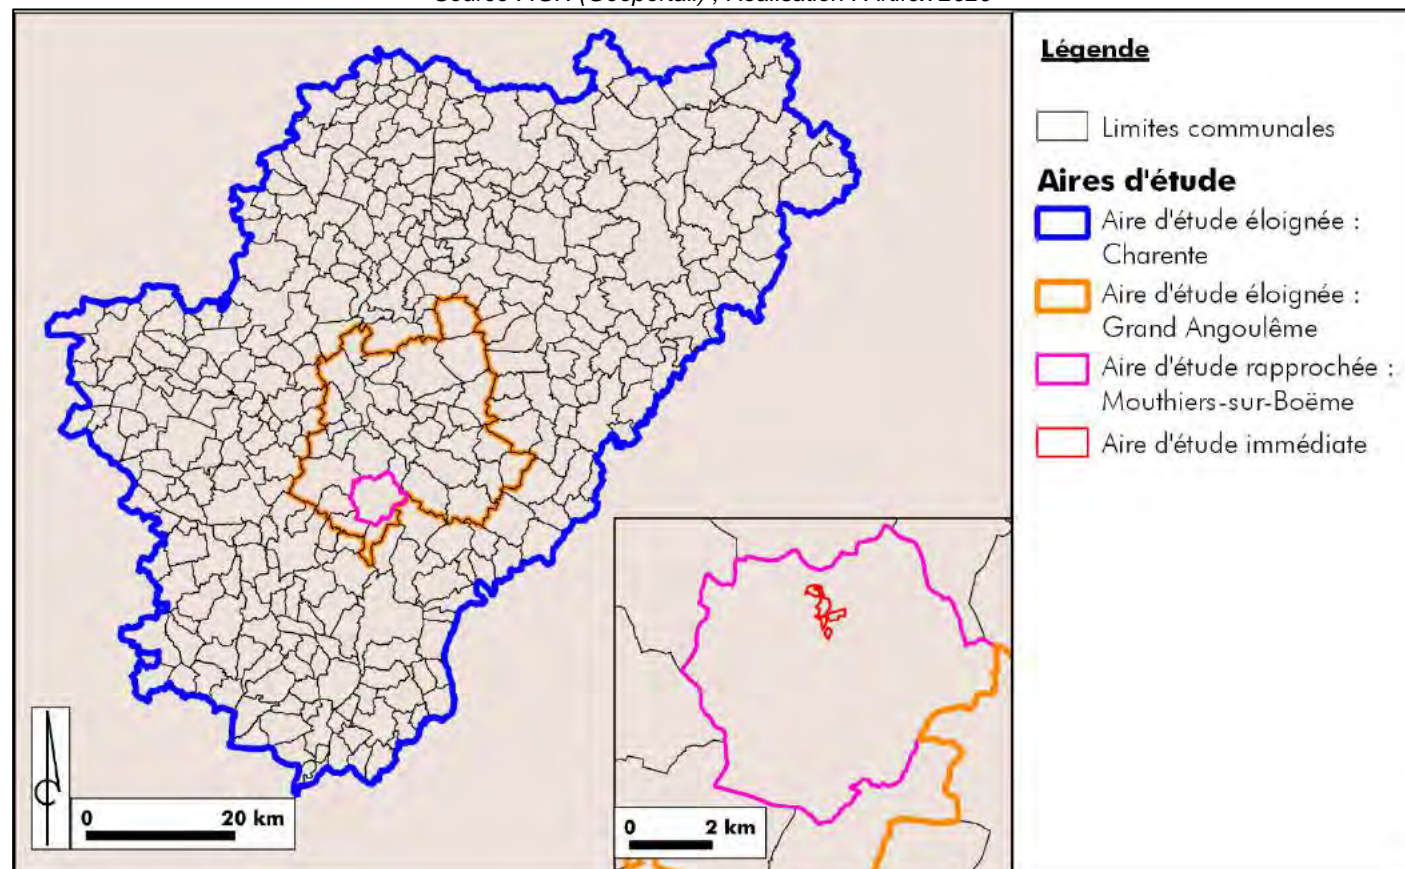 Légende
Limites communales
Aires d'étude
Aire d'étude éloignée :
Charente
Aire d'étude éloignée :
Grand Angoulême
Aire d'étude rapprochée :
Mouthiers-sur-Boëme
Aire d'étude immédiate
0 20 km
0 2 km